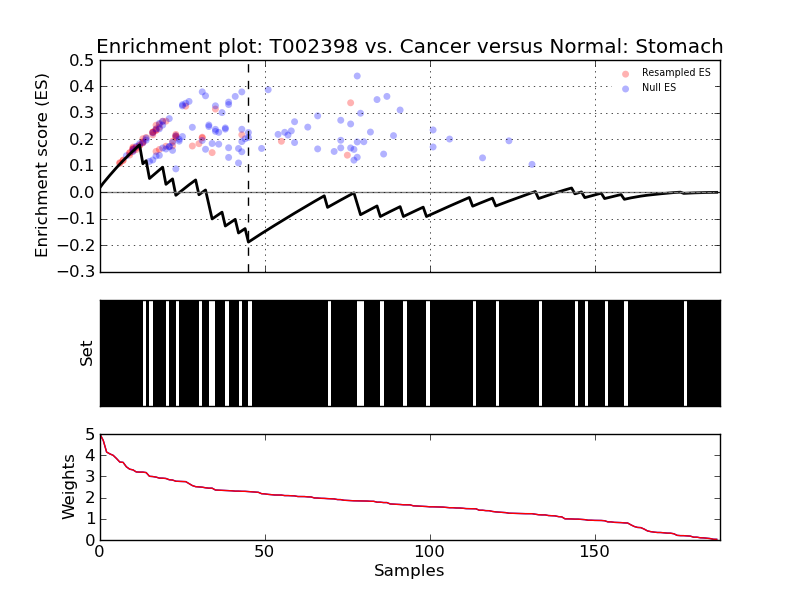 Enrichment plot: T002398 vs. Cancer versus Normal: Stomach
Enrichment score (ES)
0.5
0.4
0.3
0.2
0.1
0.0
−0.1
−0.2
−0.3
Resampled ES
Null ES
Set
Weights
5
4
3
2
1
0
0
50
100
150
Samples